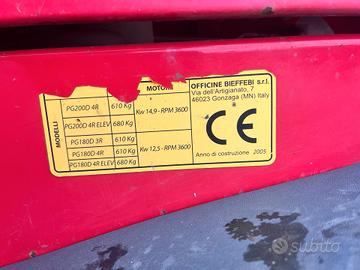 MOTORI
OFFICINE BIEFFEBI s.r.l.
Via dell'Artigianato, 7
46023 Gonzaga (MN) Italy
MODELLI
PG200D 4R 610 Kg Kw 14,9 - RPM 3600
PG200D 4R ELEV 680 Kg
PG180D 3R 610 Kg Kw 12,5 - RPM 3600
PG180D 4R 610 Kg
PG180D 4R ELEV 680 Kg
CE
Anno di costruzione 2005
subito